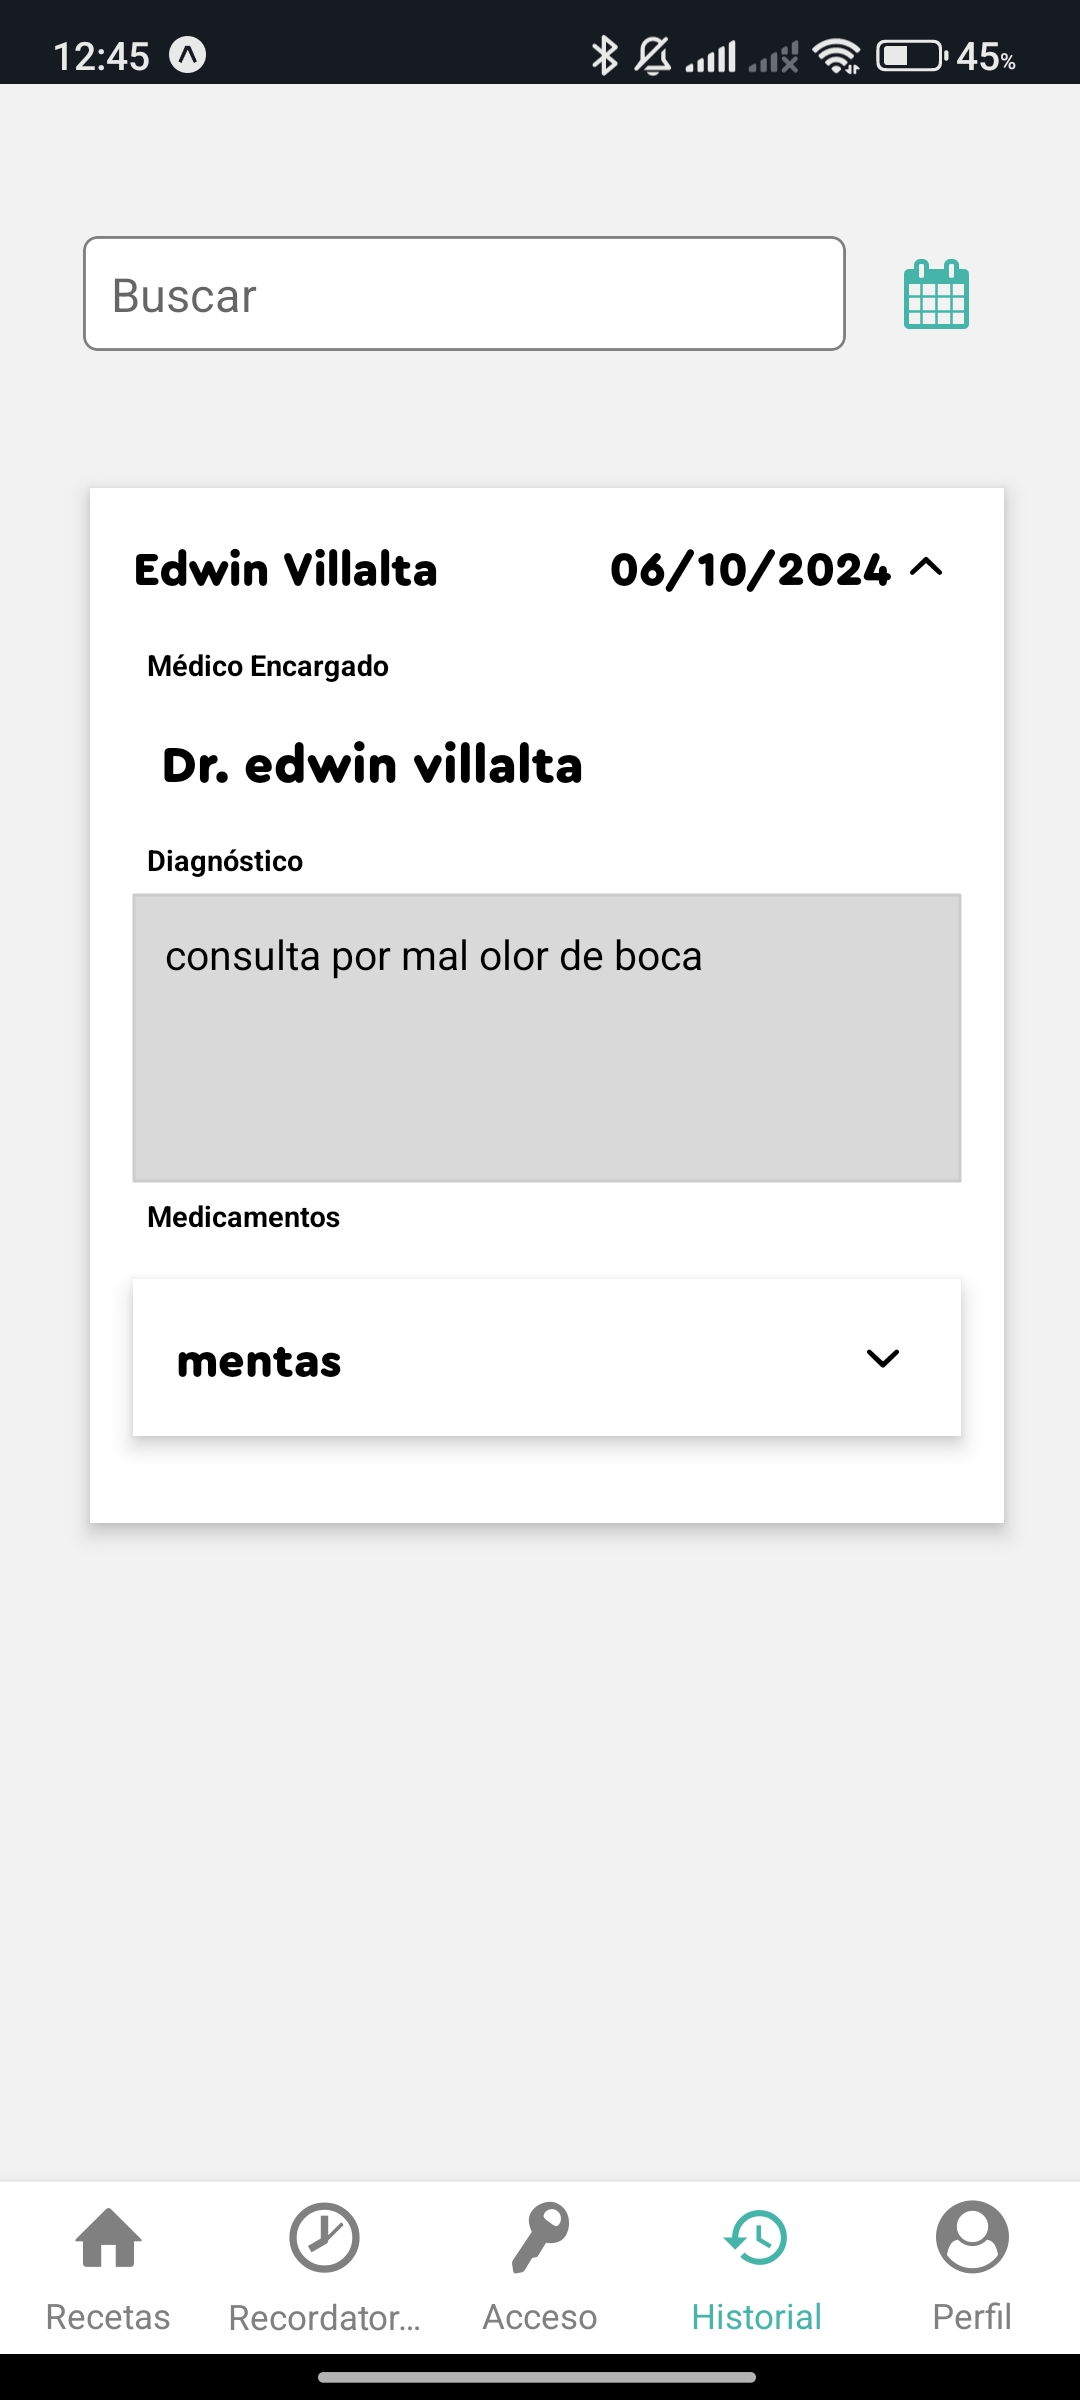 12:45 45%
Buscar
Edwin Villalta 06/10/2024
Médico Encargado
Dr. edwin villalta
Diagnóstico
consulta por mal olor de boca
Medicamentos
mentas
Recetas Recordator... Acceso Historial Perfil